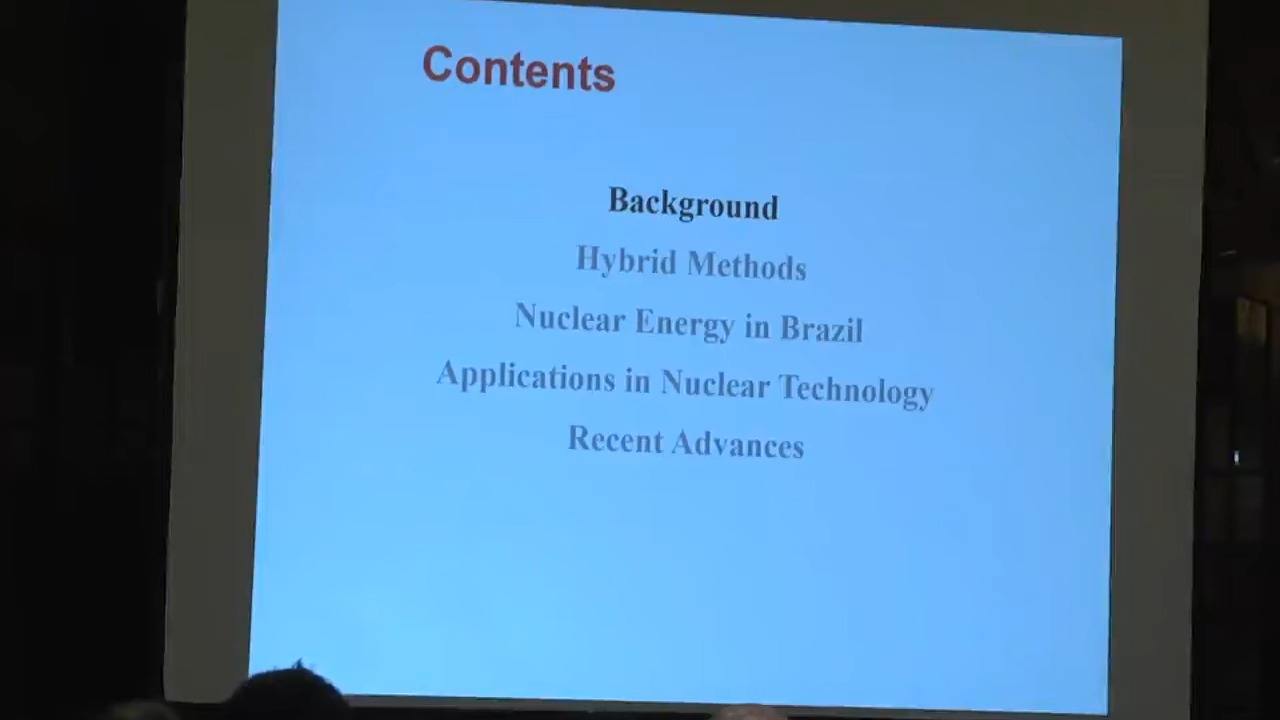 Contents
Background
Hybrid Methods
Nuclear Energy in Brazil
Applications in Nuclear Technology
Recent Advances